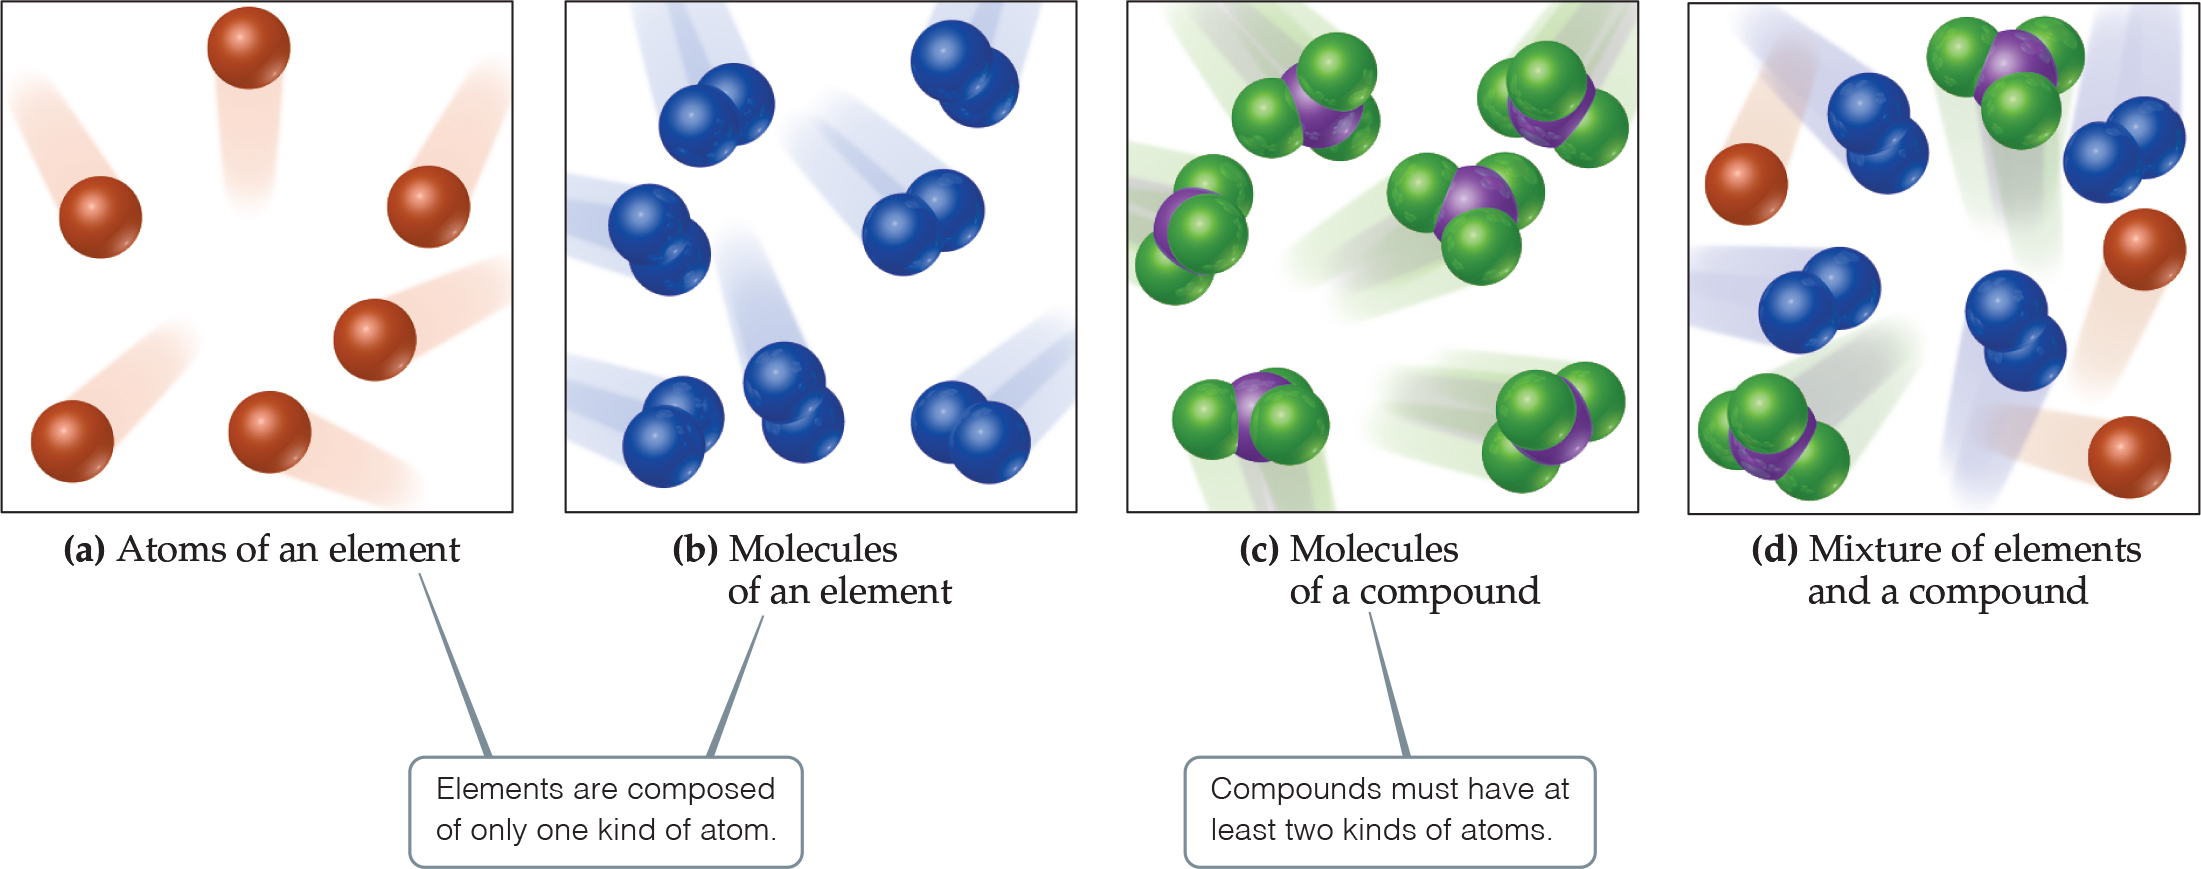 (a) Atoms of an element
(b) Molecules
of an element
(c) Molecules
of a compound
(d) Mixture of elements
and a compound
Elements are composed
of only one kind of atom.
Compounds must have at
least two kinds of atoms.